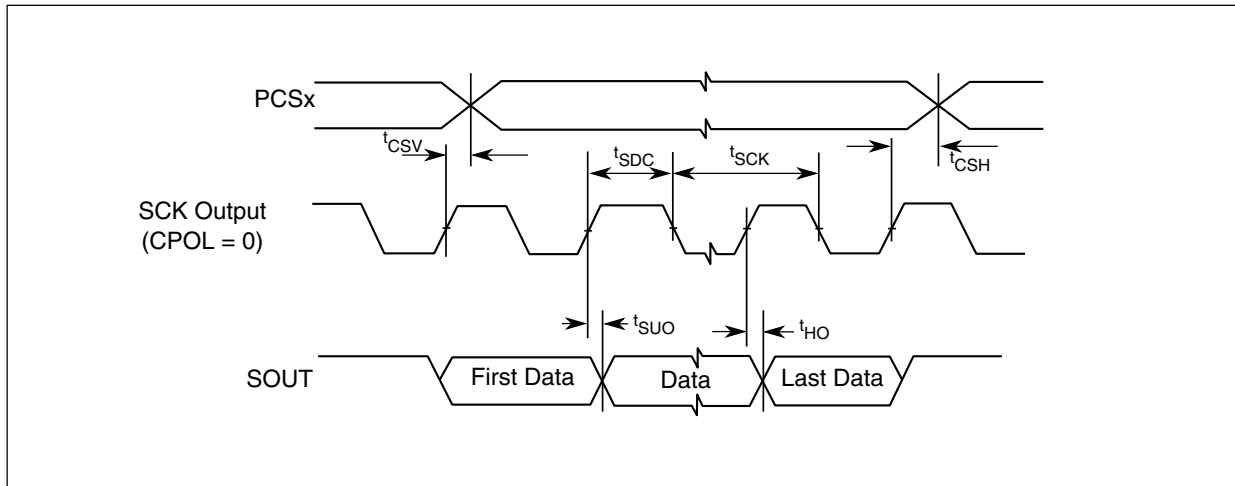 PCSx
tCSV
tSDC
tSCK
tCSH
SCK Output
(CPOL = 0)
tSUO
tHO
SOUT
First Data
Data
Last Data